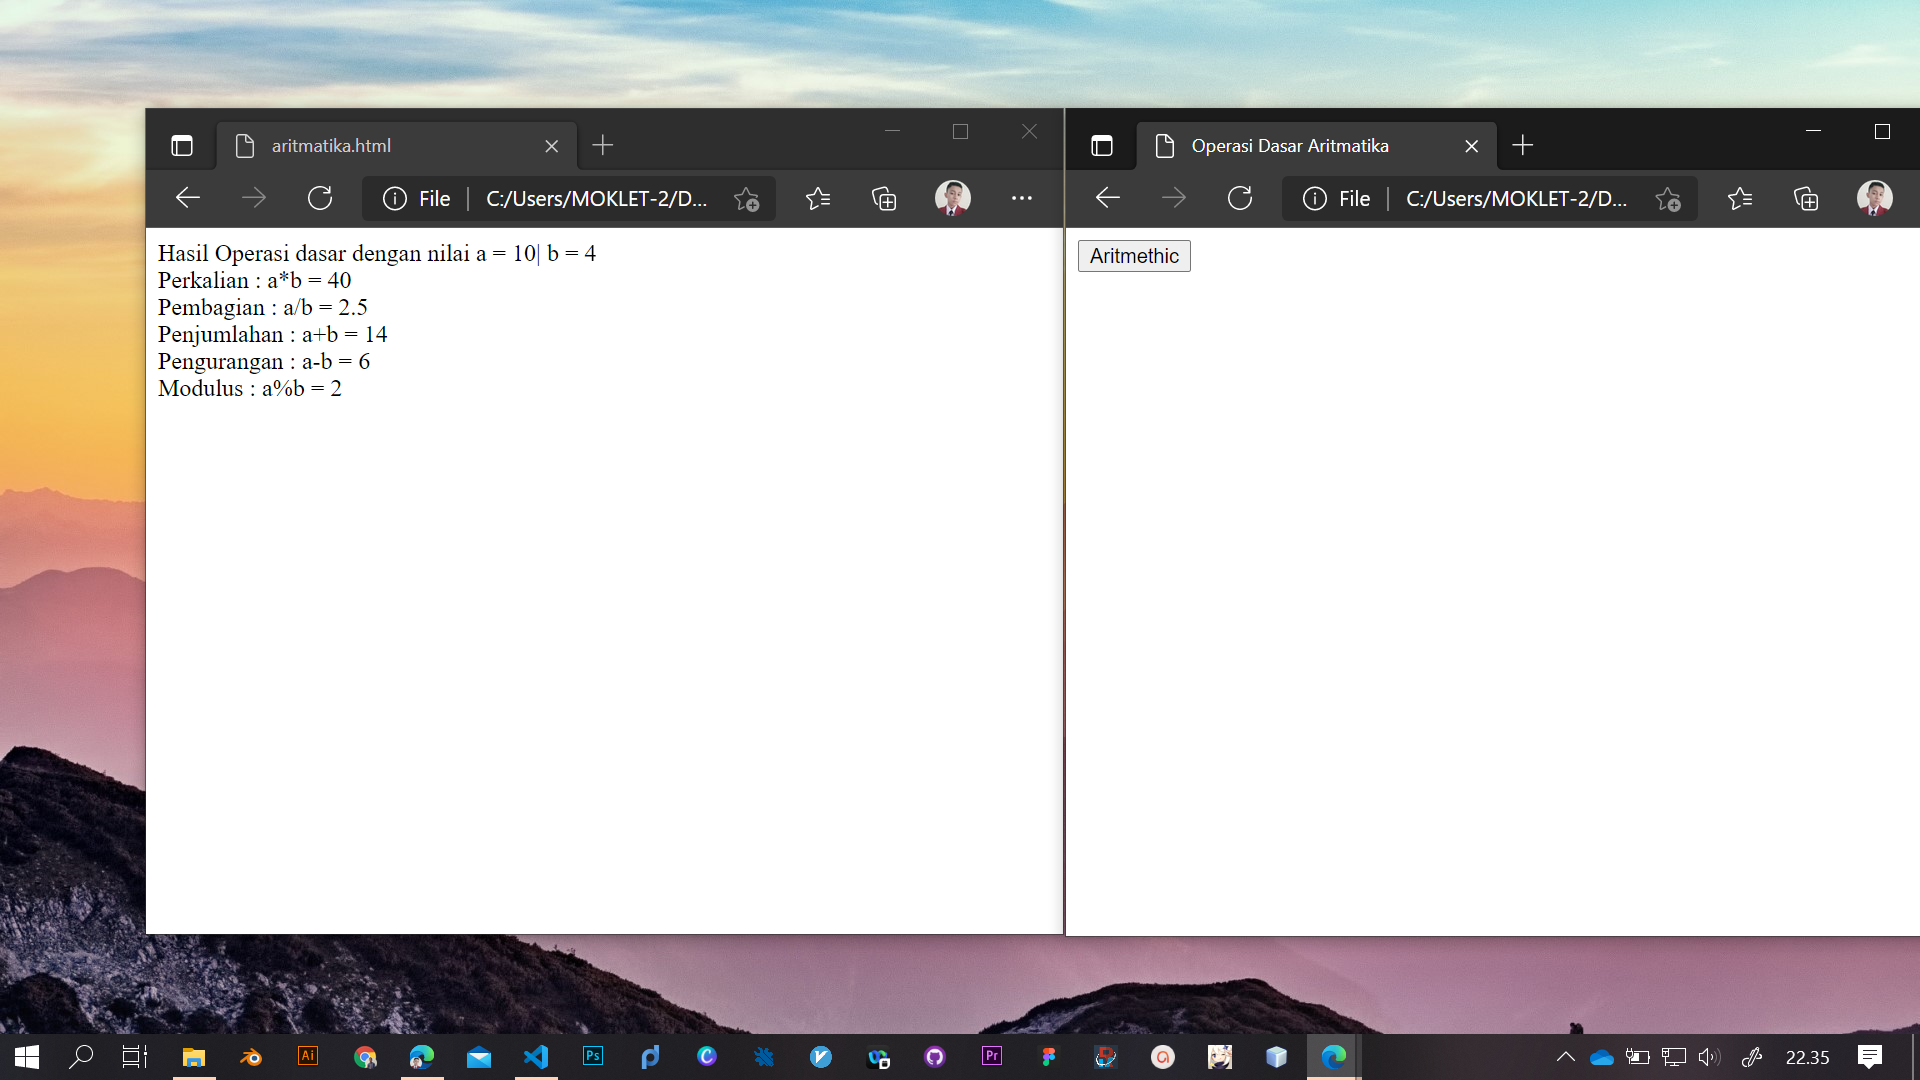 aritmatika.html
File
C:/Users/MOKLET-2/D...
Hasil Operasi dasar dengan nilai a = 10| b = 4
Perkalian : a*b = 40
Pembagian : a/b = 2.5
Penjumlahan : a+b = 14
Pengurangan : a-b = 6
Modulus : a%b = 2
Operasi Dasar Aritmatika
File
C:/Users/MOKLET-2/D...
Aritmethic
Ai
Ps
Pr
22.35